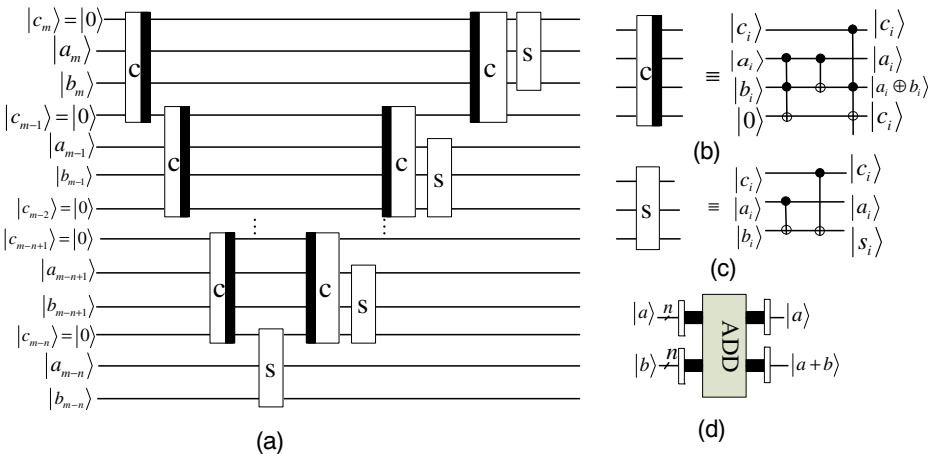 |c_m⟩=|0⟩
|a_m⟩
|b_m⟩
|c_{m-1}⟩=|0⟩
|a_{m-1}⟩
|b_{m-1}⟩
|c_{m-2}⟩=|0⟩
|c_{m-n+1}⟩=|0⟩
|a_{m-n+1}⟩
|b_{m-n+1}⟩
|c_{m-n}⟩=|0⟩
|a_{m-n}⟩
|b_{m-n}⟩
C
C
C
S
C
S
C
S
C
S
⋮
⋮
(a)
C
≡
|c_i⟩
|a_i⟩
|b_i⟩
|0⟩
|c_i⟩
|a_i⟩
|a_i ⊕ b_i⟩
|c_i⟩
(b)
S
≡
|c_i⟩
|a_i⟩
|b_i⟩
|c_i⟩
|a_i⟩
|s_i⟩
(c)
|a⟩ n
|b⟩ n
ADD
|a⟩
|a+b⟩
(d)